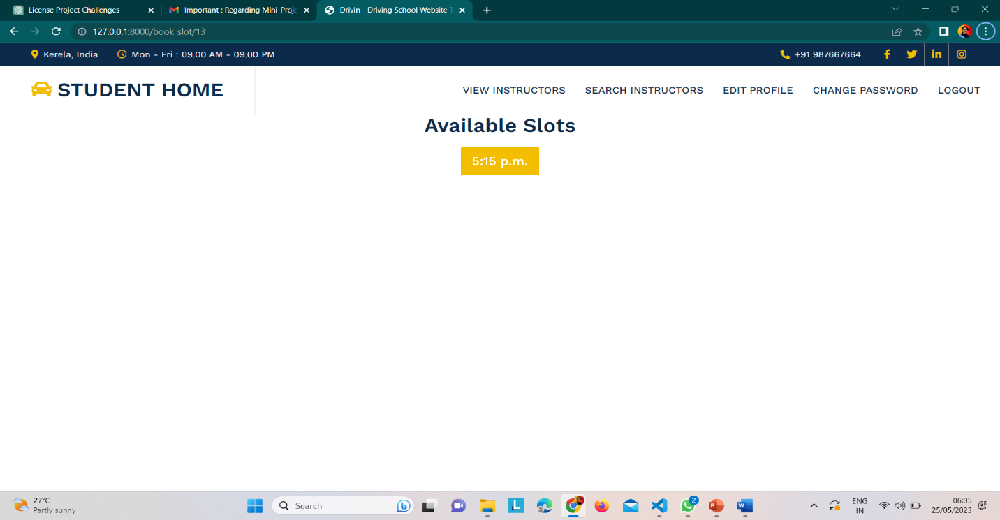 License Project Challenges
Important : Regarding Mini-Proje
Drivin - Driving School Website T
127.0.0.1:8000/book_slot/13
Kerela, India
Mon - Fri : 09.00 AM - 09.00 PM
+91 987667664
STUDENT HOME
VIEW INSTRUCTORS
SEARCH INSTRUCTORS
EDIT PROFILE
CHANGE PASSWORD
LOGOUT
Available Slots
5:15 p.m.
27°C
Partly sunny
Search
2
ENG
IN
06:05
25/05/2023